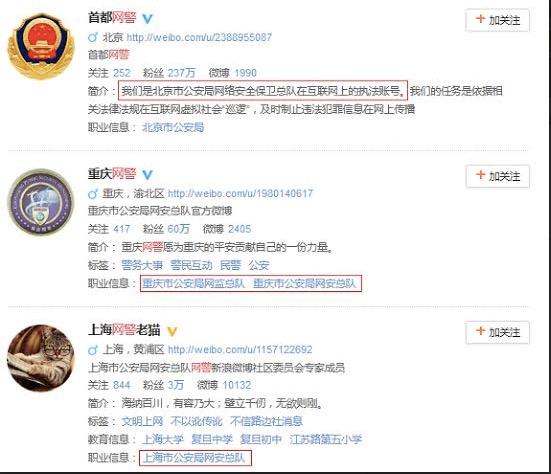 首都网警
＋加关注
北京 http://weibo.com/u/2388955087
首都网警
关注 252 粉丝 237万 微博 1990
简介： 我们是北京市公安局网络安全保卫总队在互联网上的执法账号。我们的任务是依据相
关法律法规在互联网虚拟社会“巡逻”，及时制止违法犯罪信息在网上传播
职业信息： 北京市公安局
重庆网警
＋加关注
重庆，渝北区 http://weibo.com/u/1980140617
重庆市公安局网安总队官方微博
关注 417 粉丝 60万 微博 2405
简介： 重庆网警愿为重庆的平安贡献自己的一份力量。
标签： 警务大事 警民互动 民警 公安
职业信息： 重庆市公安局网监总队 重庆市公安局网安总队
上海网警老猫
＋加关注
上海，黄浦区 http://weibo.com/u/1157122692
上海市公安局网安总队网警新浪微博社区委员会专家成员
关注 844 粉丝 3万 微博 10132
简介： 海纳百川，有容乃大；壁立千仞，无欲则刚。
标签： 文明上网 不以讹传讹 不信路边社消息
教育信息： 上海大学 复旦中学 复旦初中 江苏路第五小学
职业信息： 上海市公安局网安总队